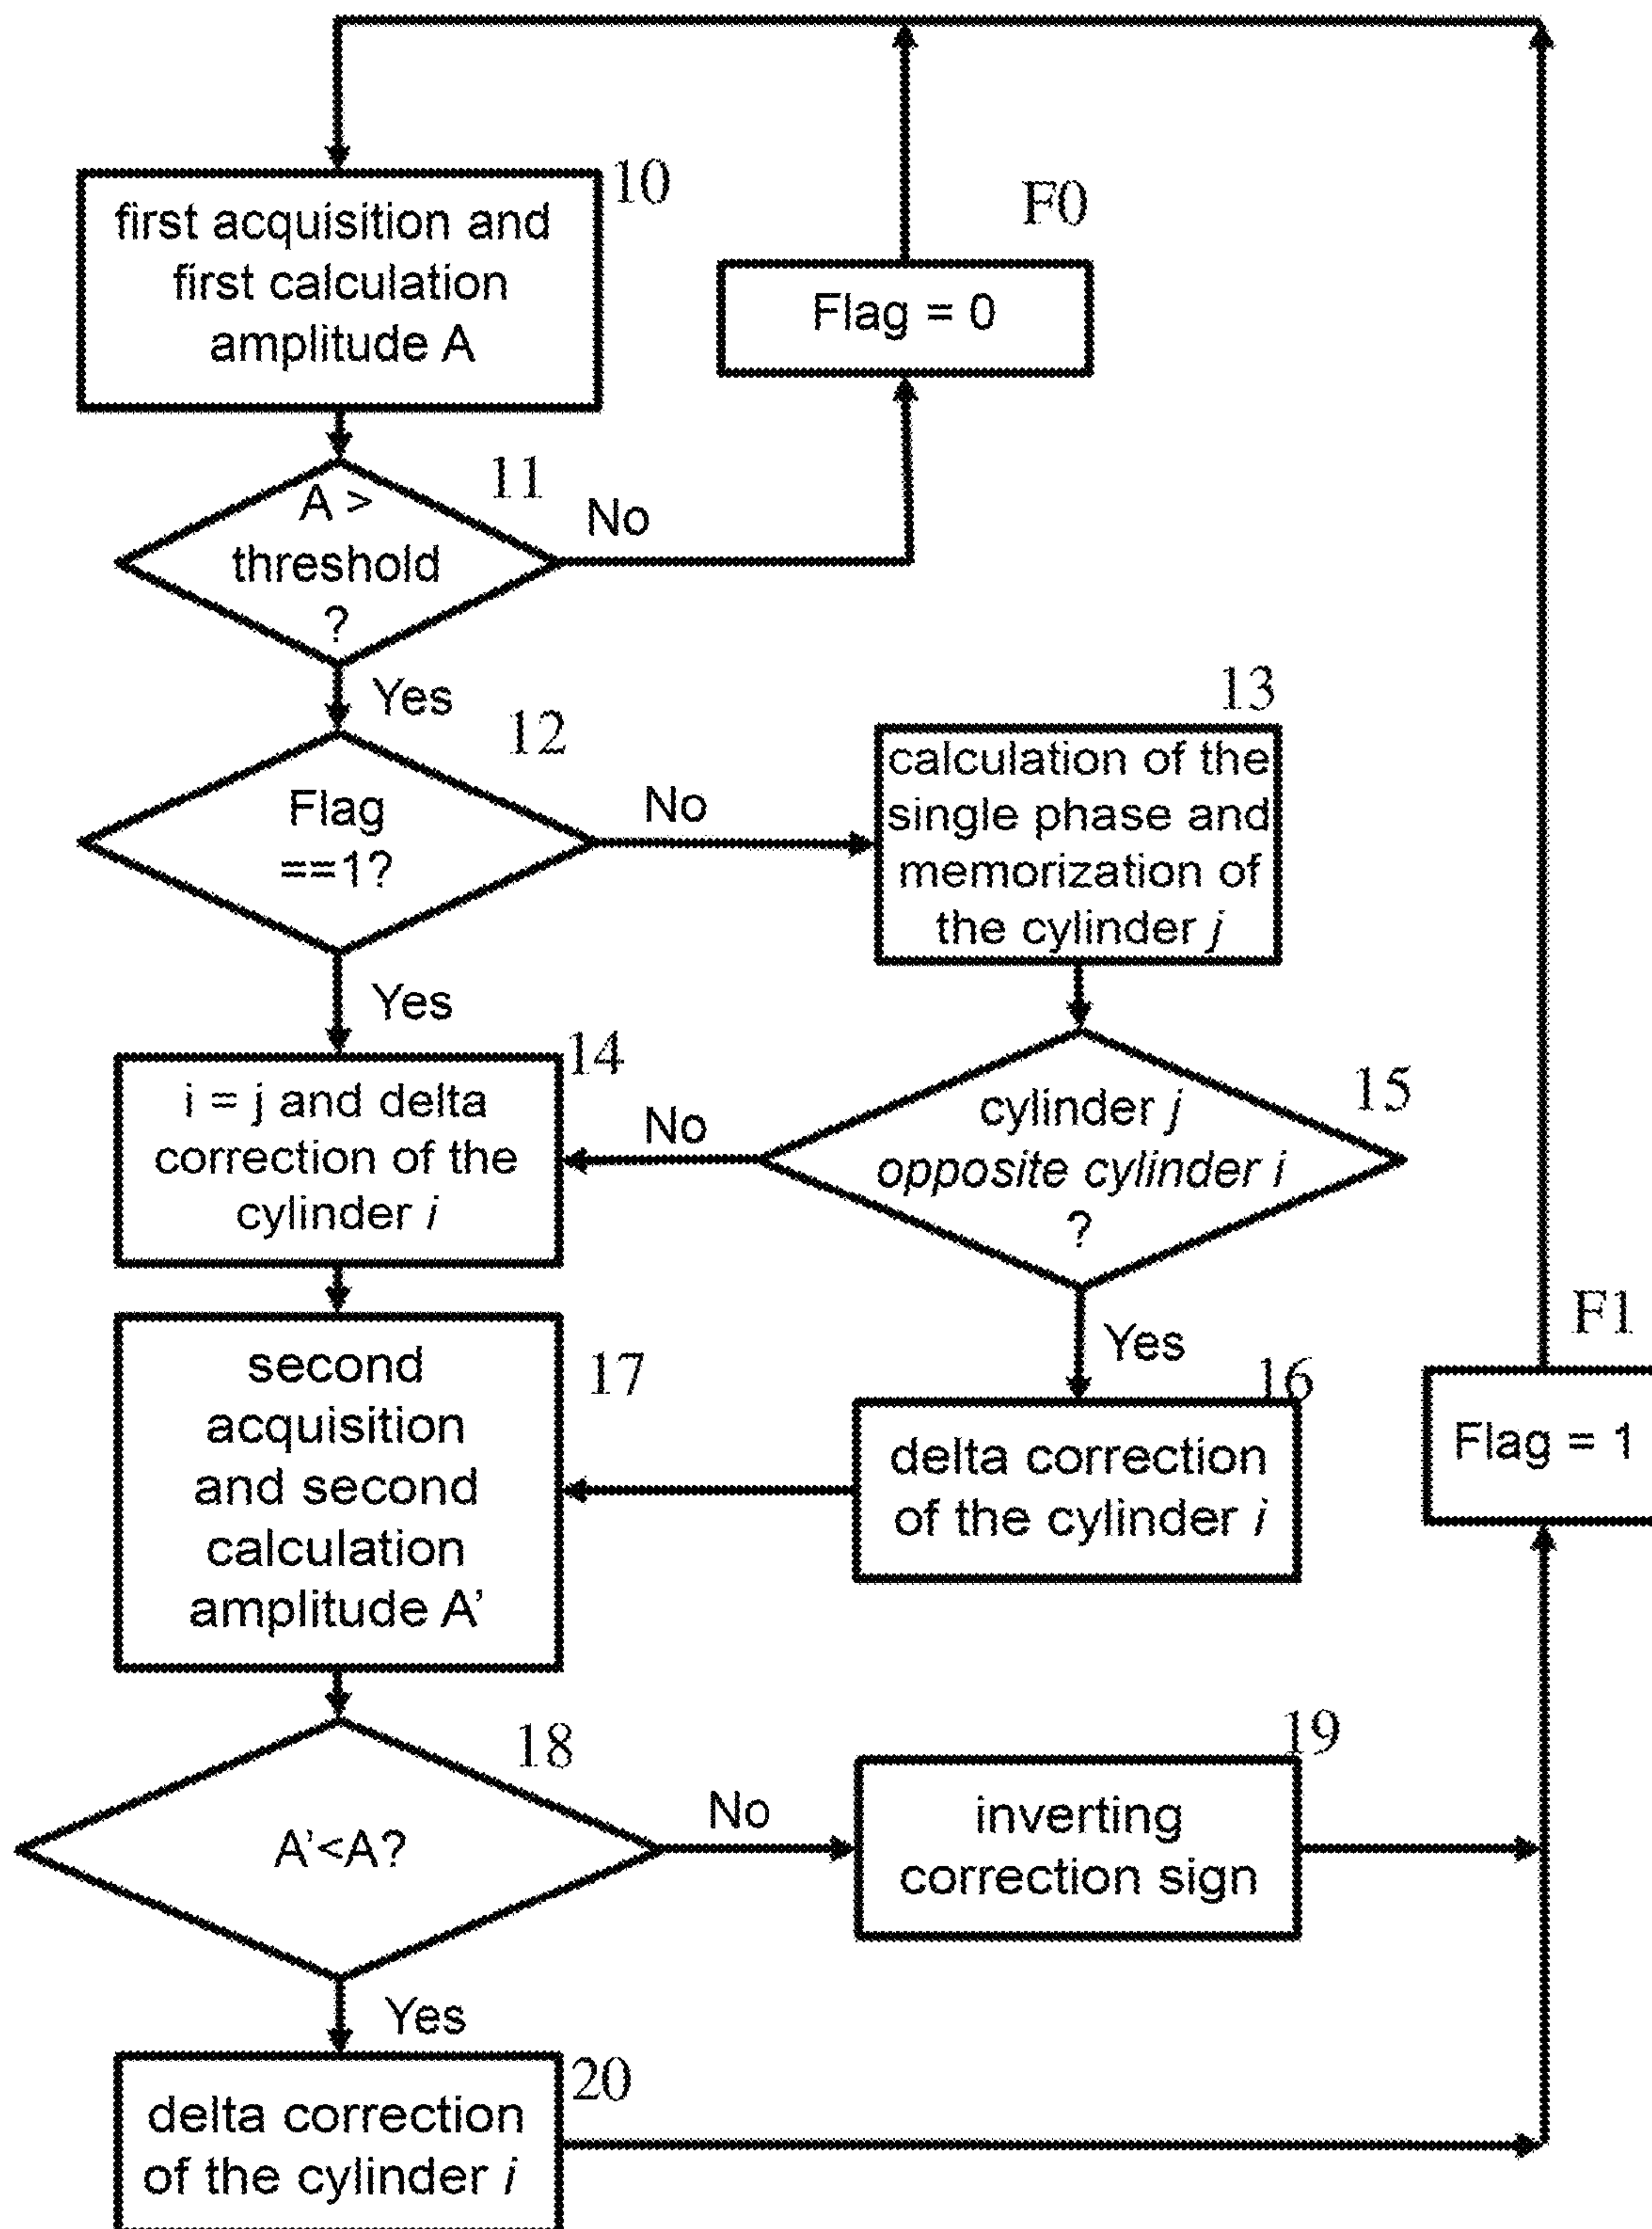 10
first acquisition and
first calculation
amplitude A
F0
Flag = 0
11
A >
threshold
?
No
Yes
12
Flag
==1?
No
13
calculation of the
single phase and
memorization of
the cylinder j
Yes
14
i = j and delta
correction of the
cylinder i
No
15
cylinder j
opposite cylinder i
?
Yes
16
delta correction
of the cylinder i
F1
Flag = 1
17
second
acquisition
and second
calculation
amplitude A'
18
A'<A?
No
19
inverting
correction sign
Yes
20
delta correction
of the cylinder i